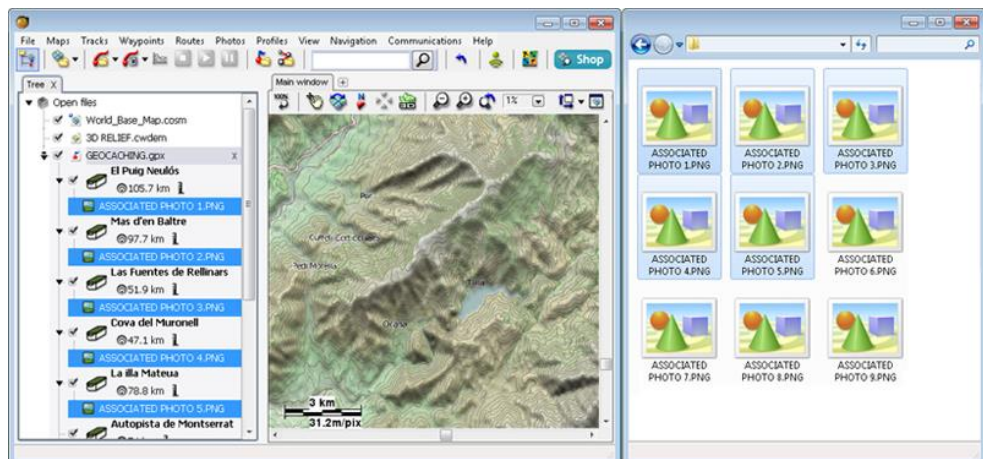 File Maps Tracks Waypoints Routes Photos Profiles View Navigation Communications Help
Shop
Tree X
Open files
World_Base_Map.cosm
3D RELIEF.cwdem
GEOCACHING.gpx x
El Puig Neulós
105.7 km
ASSOCIATED PHOTO 1.PNG
Mas d'en Baltre
97.7 km
ASSOCIATED PHOTO 2.PNG
Las Fuentes de Rellinars
51.9 km
ASSOCIATED PHOTO 3.PNG
Cova del Muronell
47.1 km
ASSOCIATED PHOTO 4.PNG
La illa Mateua
78.8 km
ASSOCIATED PHOTO 5.PNG
Autopista de Montserrat
Main window
100%
3D
1%
Orana
3 km
31.2m/pix
ASSOCIATED
PHOTO 1.PNG
ASSOCIATED
PHOTO 2.PNG
ASSOCIATED
PHOTO 3.PNG
ASSOCIATED
PHOTO 4.PNG
ASSOCIATED
PHOTO 5.PNG
ASSOCIATED
PHOTO 6.PNG
ASSOCIATED
PHOTO 7.PNG
ASSOCIATED
PHOTO 8.PNG
ASSOCIATED
PHOTO 9.PNG